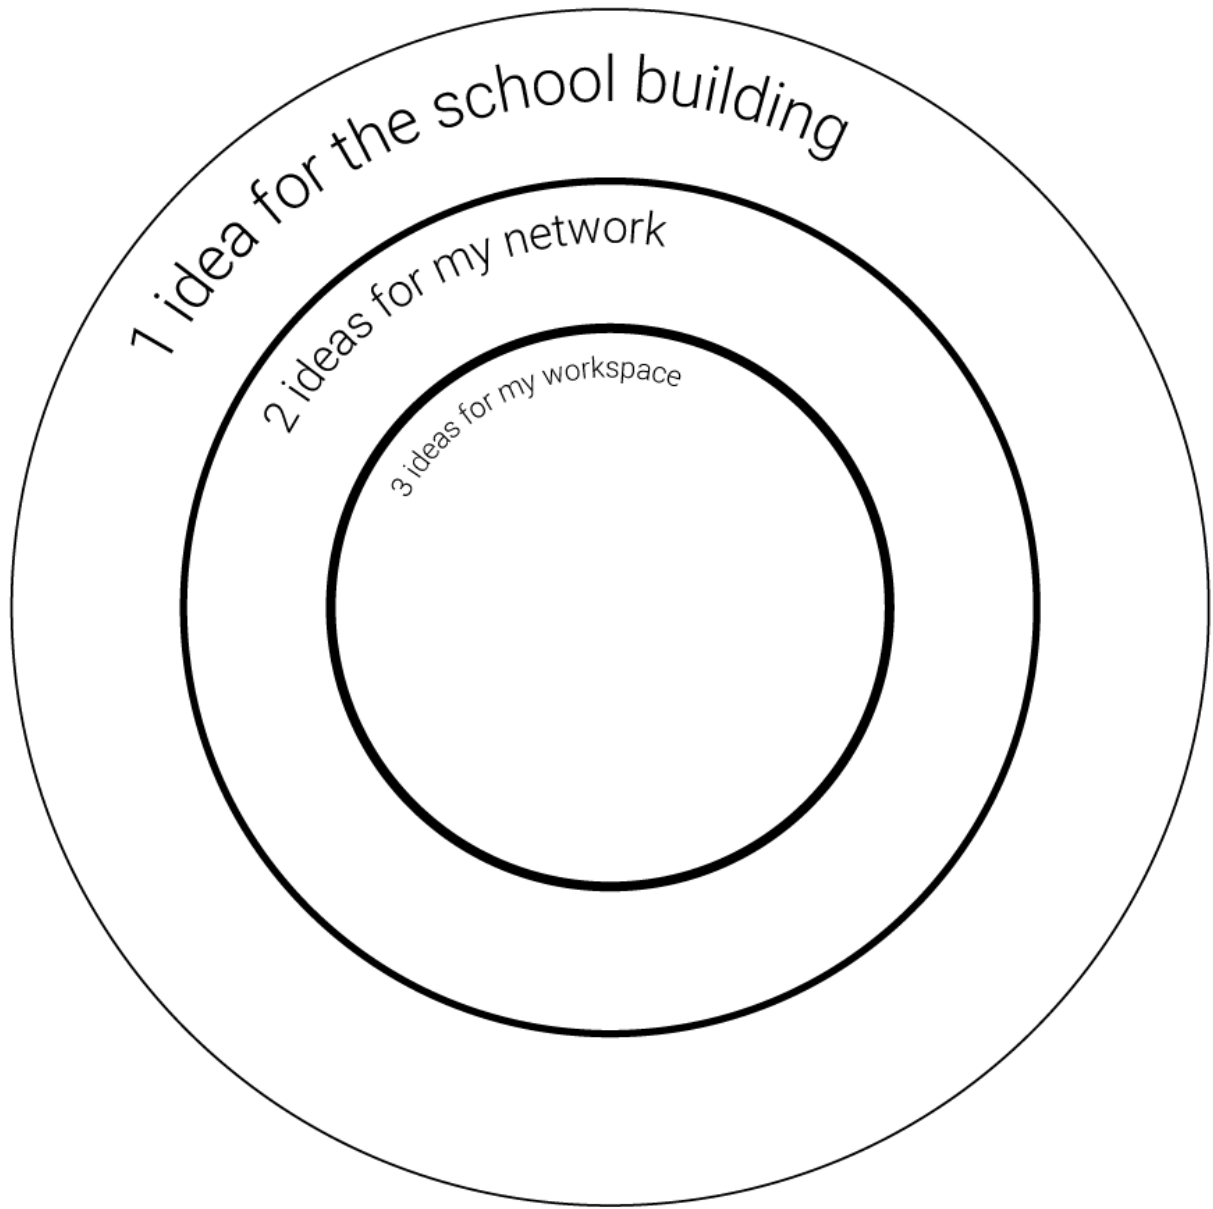 1 idea for the school building
2 ideas for my network
3 ideas for my workspace